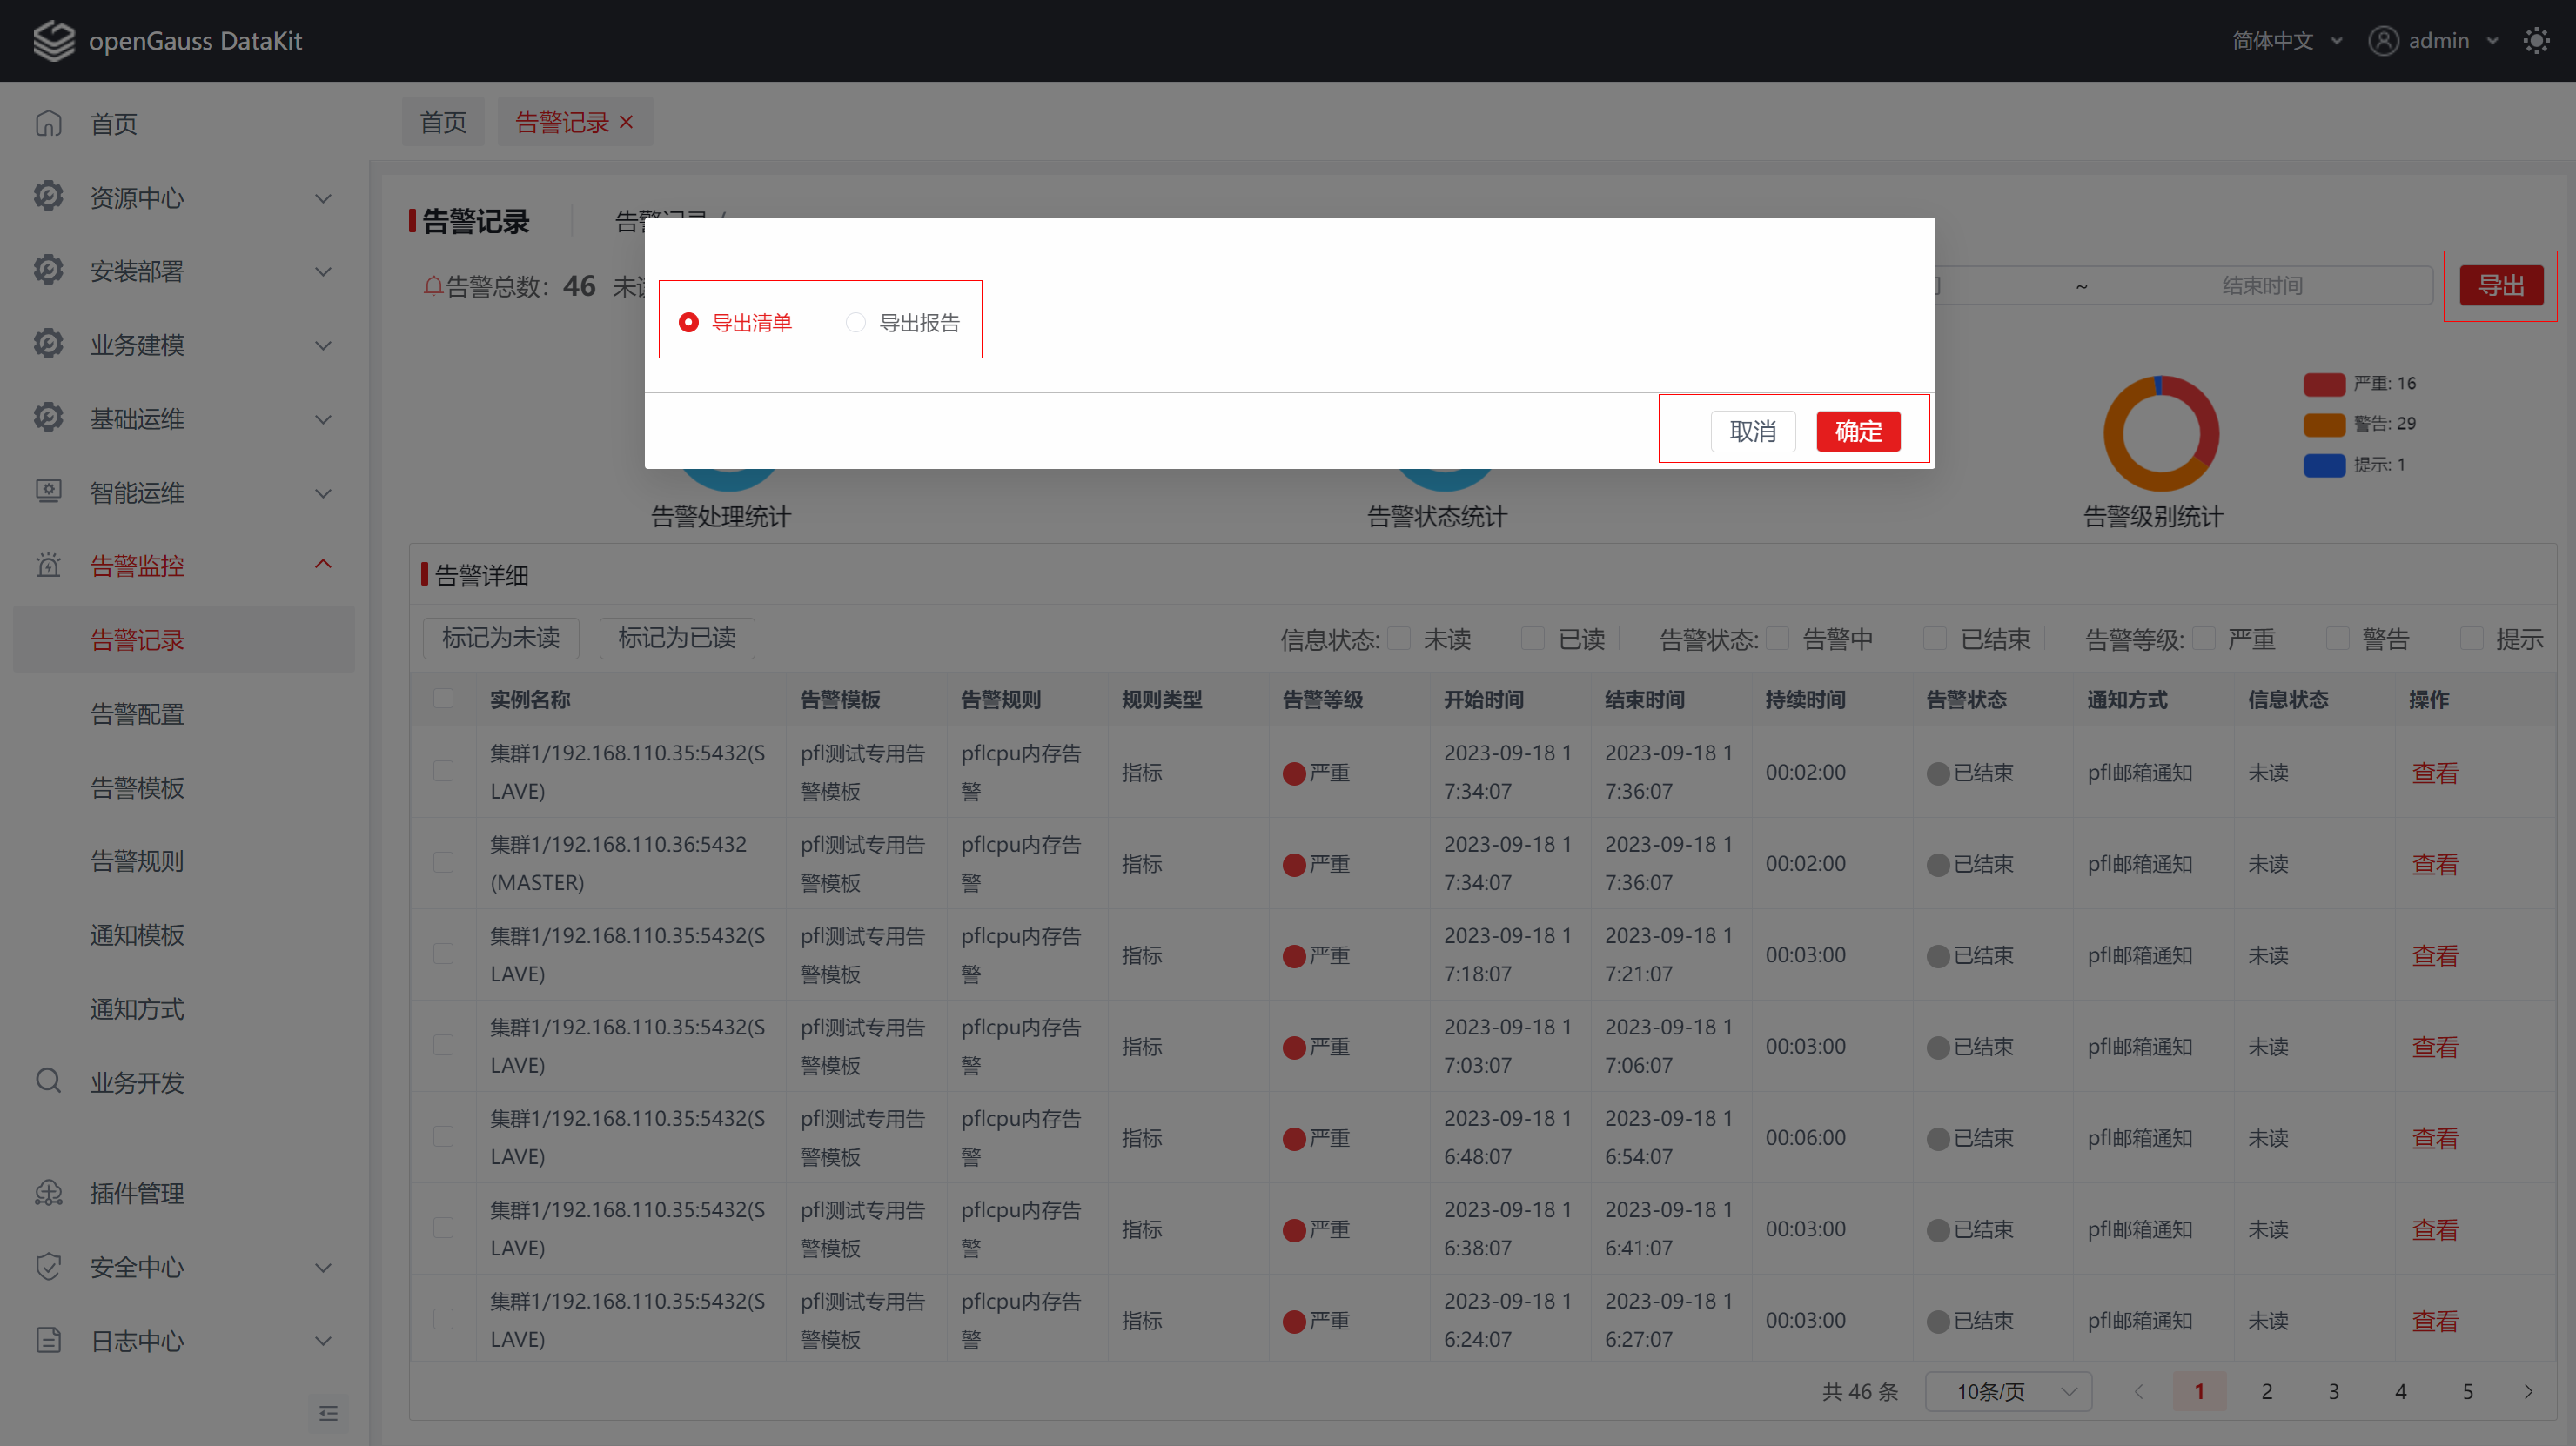 openGauss DataKit
简体中文
admin
首页
资源中心
安装部署
业务建模
基础运维
智能运维
告警监控
告警记录
告警配置
告警模板
告警规则
通知模板
通知方式
业务开发
插件管理
安全中心
日志中心
首页
告警记录 ×
告警记录
告警总数: 46
~
结束时间
导出
导出清单
导出报告
取消
确定
严重: 16
警告: 29
提示: 1
告警处理统计
告警状态统计
告警级别统计
告警详细
标记为未读
标记为已读
信息状态: 未读 已读
告警状态: 告警中 已结束
告警等级: 严重 警告 提示
实例名称 告警模板 告警规则 规则类型 告警等级 开始时间 结束时间 持续时间 告警状态 通知方式 信息状态 操作
集群1/192.168.110.35:5432(S pfl测试专用告 pflcpu内存告 2023-09-18 1 2023-09-18 1
指标 严重 00:02:00 已结束 pfl邮箱通知 未读 查看
LAVE) 警模板 警 7:34:07 7:36:07
集群1/192.168.110.36:5432 pfl测试专用告 pflcpu内存告 2023-09-18 1 2023-09-18 1
指标 严重 00:02:00 已结束 pfl邮箱通知 未读 查看
(MASTER) 警模板 警 7:34:07 7:36:07
集群1/192.168.110.35:5432(S pfl测试专用告 pflcpu内存告 2023-09-18 1 2023-09-18 1
指标 严重 00:03:00 已结束 pfl邮箱通知 未读 查看
LAVE) 警模板 警 7:18:07 7:21:07
集群1/192.168.110.35:5432(S pfl测试专用告 pflcpu内存告 2023-09-18 1 2023-09-18 1
指标 严重 00:03:00 已结束 pfl邮箱通知 未读 查看
LAVE) 警模板 警 7:03:07 7:06:07
集群1/192.168.110.35:5432(S pfl测试专用告 pflcpu内存告 2023-09-18 1 2023-09-18 1
指标 严重 00:06:00 已结束 pfl邮箱通知 未读 查看
LAVE) 警模板 警 6:48:07 6:54:07
集群1/192.168.110.35:5432(S pfl测试专用告 pflcpu内存告 2023-09-18 1 2023-09-18 1
指标 严重 00:03:00 已结束 pfl邮箱通知 未读 查看
LAVE) 警模板 警 6:38:07 6:41:07
集群1/192.168.110.35:5432(S pfl测试专用告 pflcpu内存告 2023-09-18 1 2023-09-18 1
指标 严重 00:03:00 已结束 pfl邮箱通知 未读 查看
LAVE) 警模板 警 6:24:07 6:27:07
共 46 条 10条/页 1 2 3 4 5